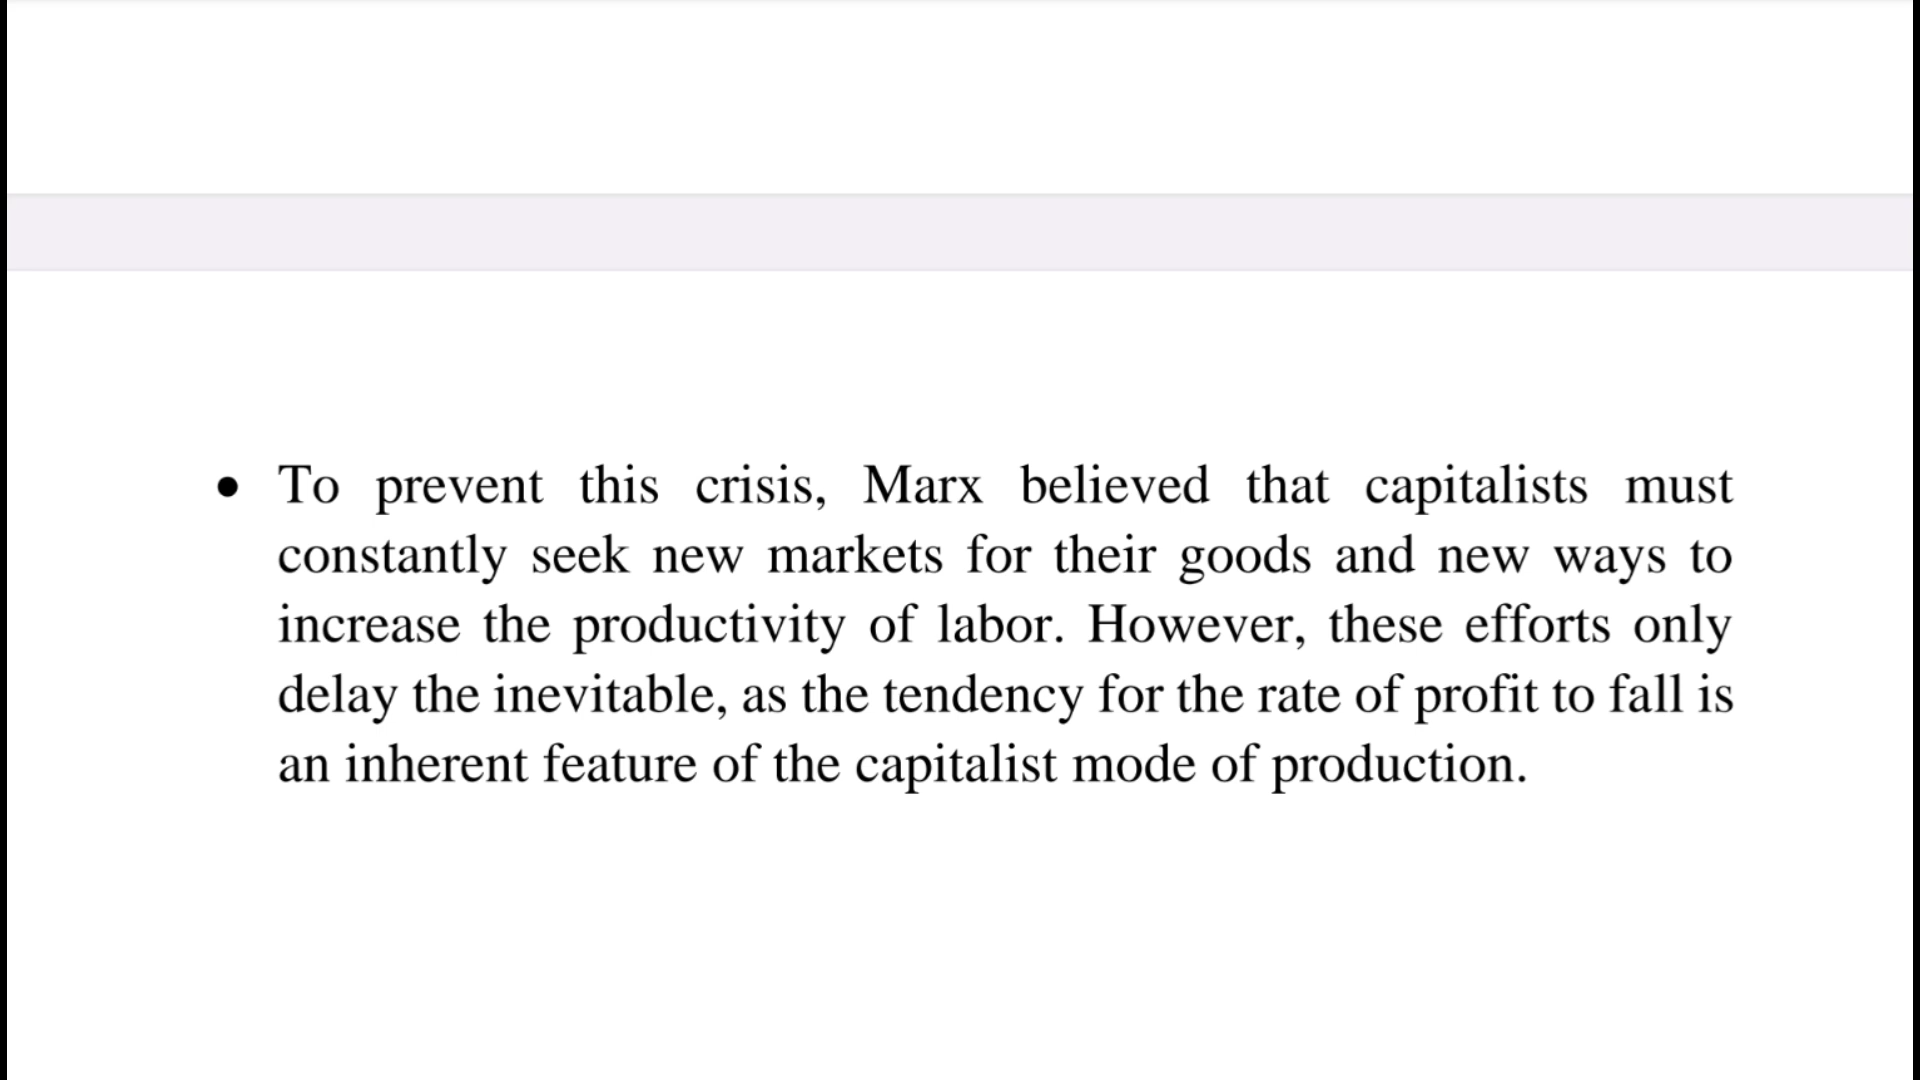 • To prevent this crisis, Marx believed that capitalists must
constantly seek new markets for their goods and new ways to
increase the productivity of labor. However, these efforts only
delay the inevitable, as the tendency for the rate of profit to fall is
an inherent feature of the capitalist mode of production.